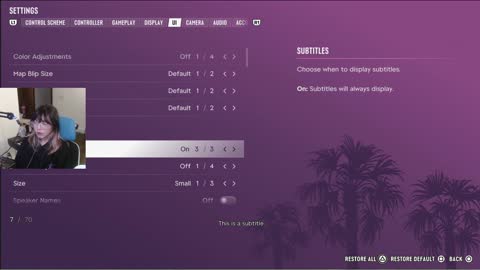 SETTINGS
L1 CONTROL SCHEME CONTROLLER GAMEPLAY DISPLAY UI CAMERA AUDIO ACC R1
Color Adjustments Off 1 / 4
SUBTITLES
Choose when to display subtitles.
Map Blip Size Default 1 / 2
On: Subtitles will always display.
Default 1 / 2
Default 1 / 2
On 3 / 3
Off 1 / 4
Size Small 1 / 3
Speaker Names Off
7 / 70
This is a subtitle.
RESTORE ALL RESTORE DEFAULT BACK